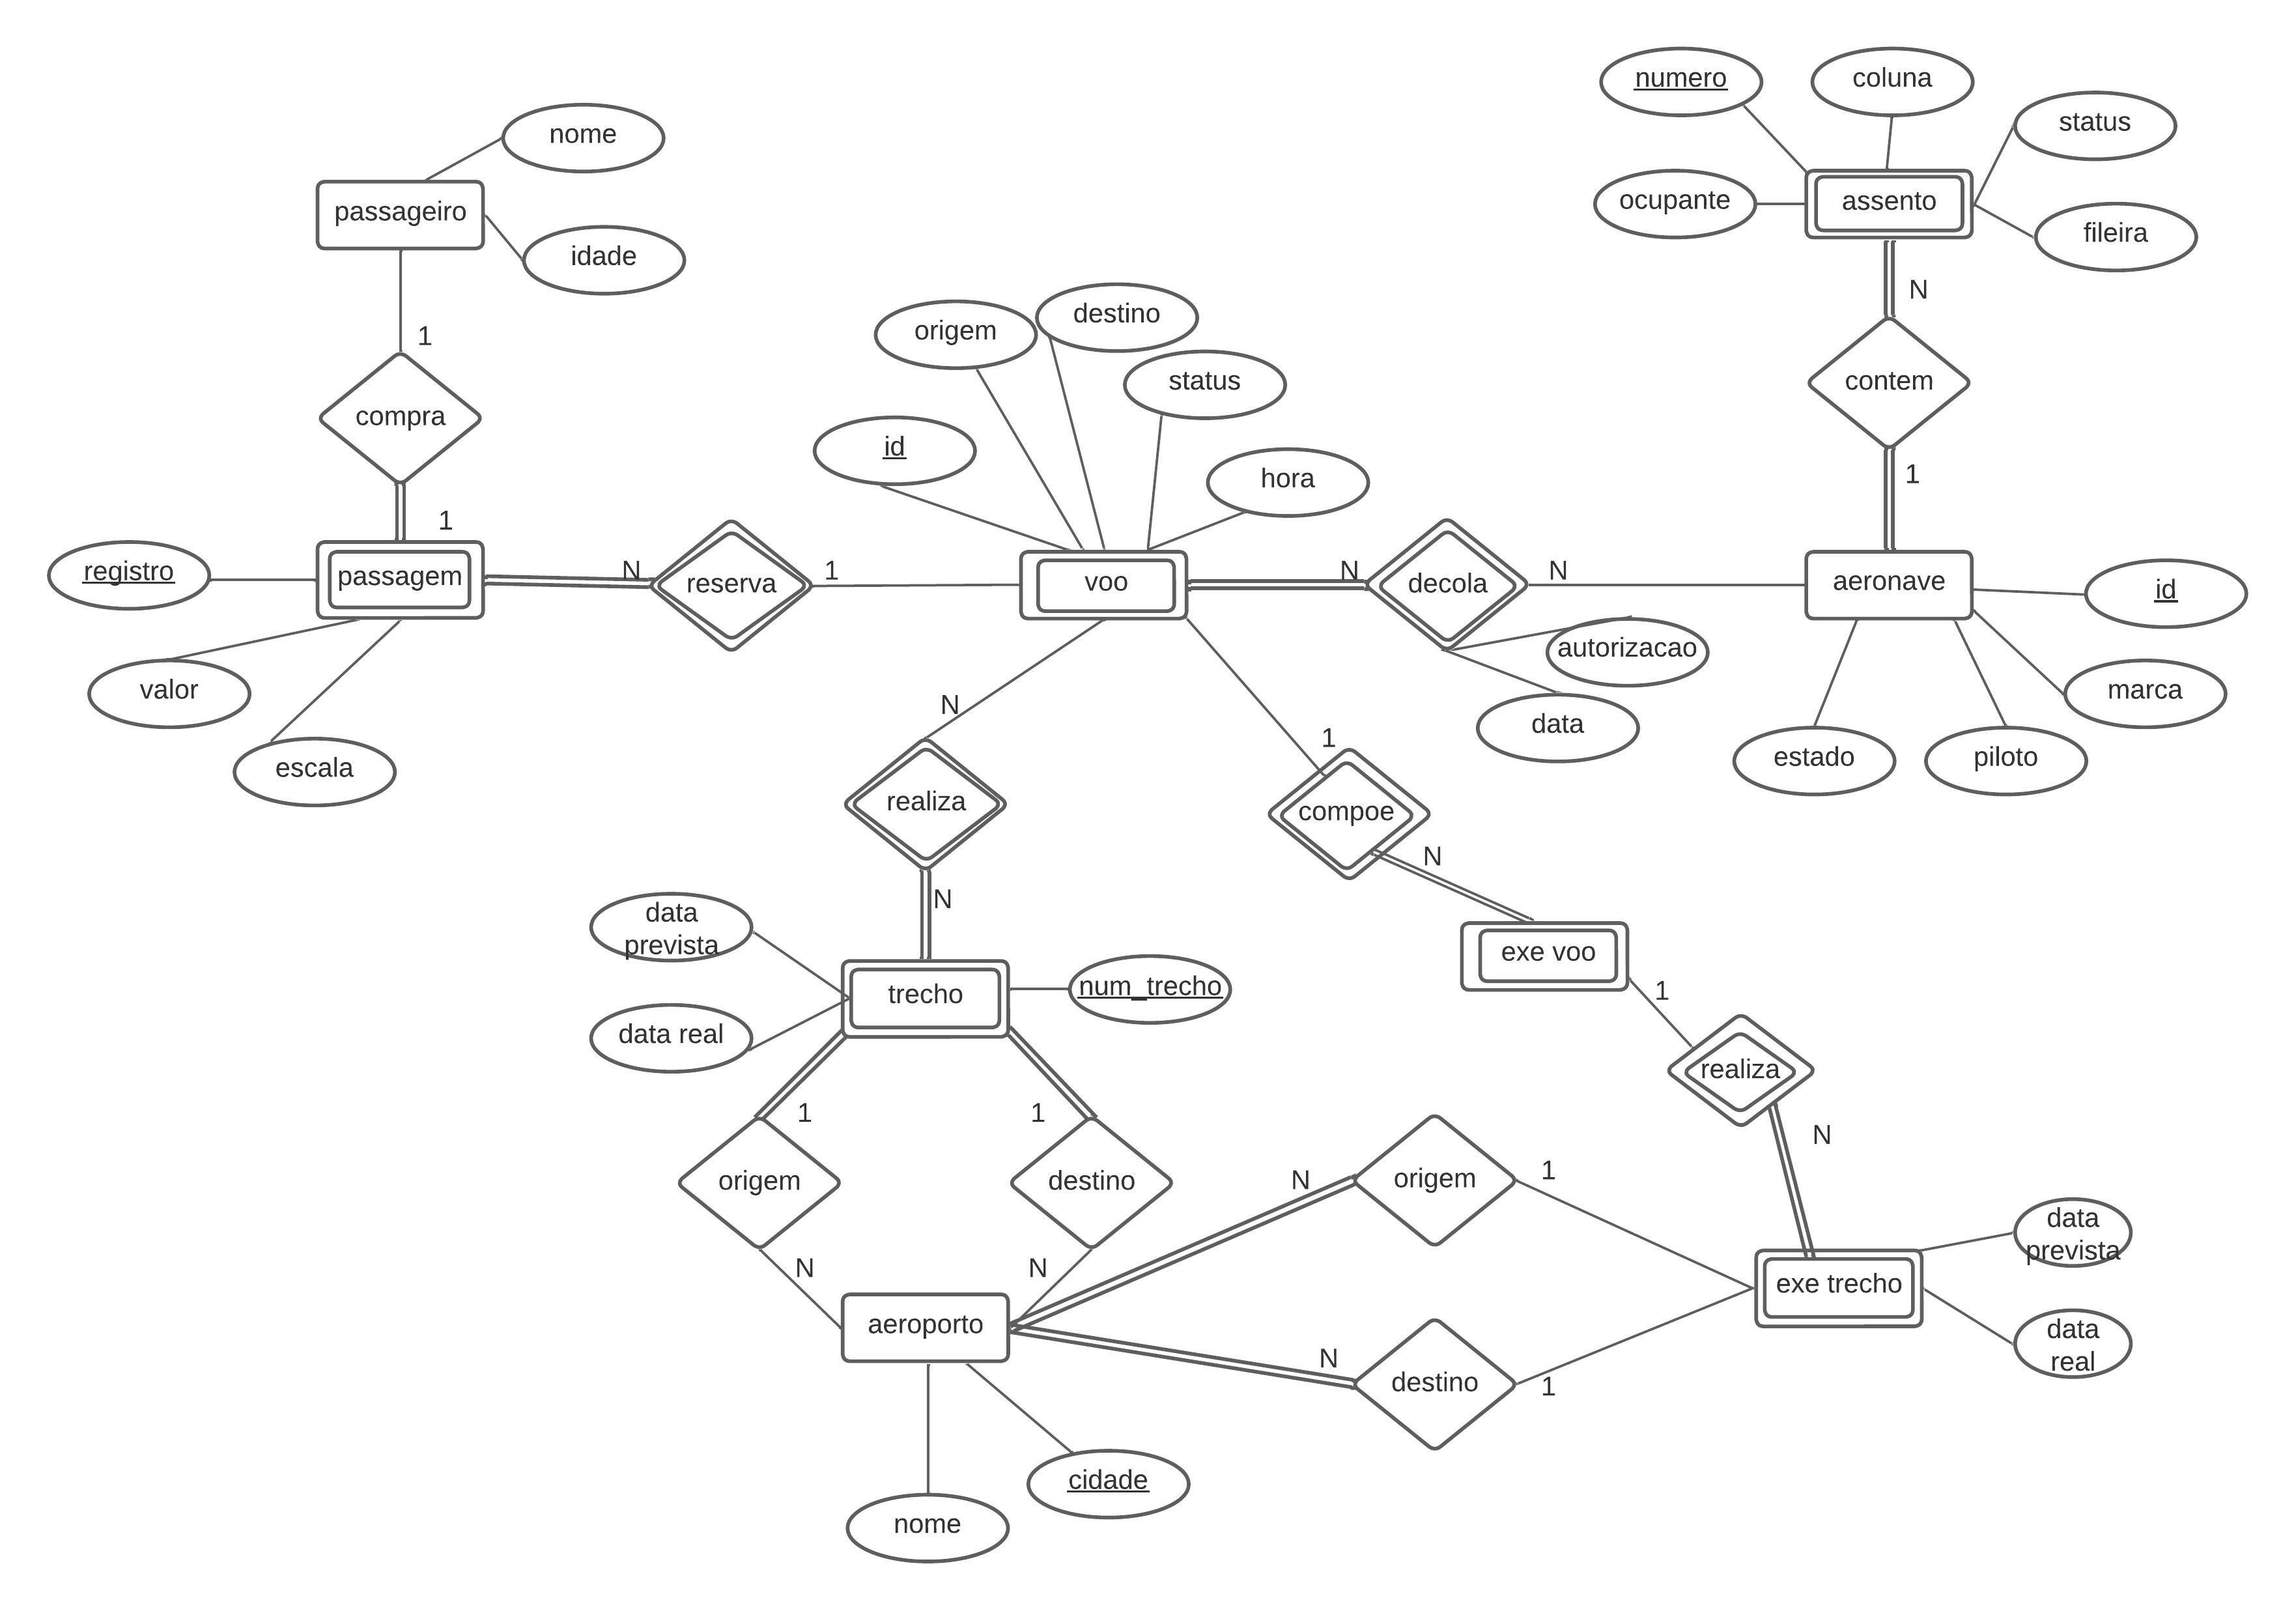 numero
coluna
status
nome
passageiro
ocupante
assento
fileira
idade
N
origem
destino
1
status
contem
compra
id
hora
1
1
registro
passagem
N
reserva
1
voo
N
decola
N
aeronave
id
autorizacao
valor
escala
N
data
1
marca
estado
piloto
realiza
compoe
N
N
data
prevista
exe voo
trecho
num_trecho
1
data real
realiza
1
1
N
origem
destino
N
origem
1
N
N
data
prevista
aeroporto
exe trecho
N
destino
1
data
real
cidade
nome